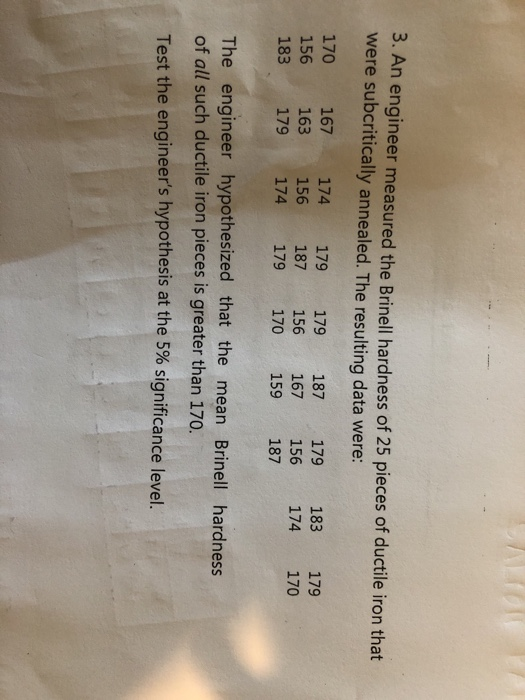 3. An engineer measured the Brinell hardness of 25 pieces of ductile iron that
were subcritically annealed. The resulting data were:
170 167 174 179 179 187 179 183 179
156 163 156 187 156 167 156 174 170
183 179 174 179 170 159 187
The engineer hypothesized that the mean Brinell hardness
of all such ductile iron pieces is greater than 170.
Test the engineer's hypothesis at the 5% significance level.